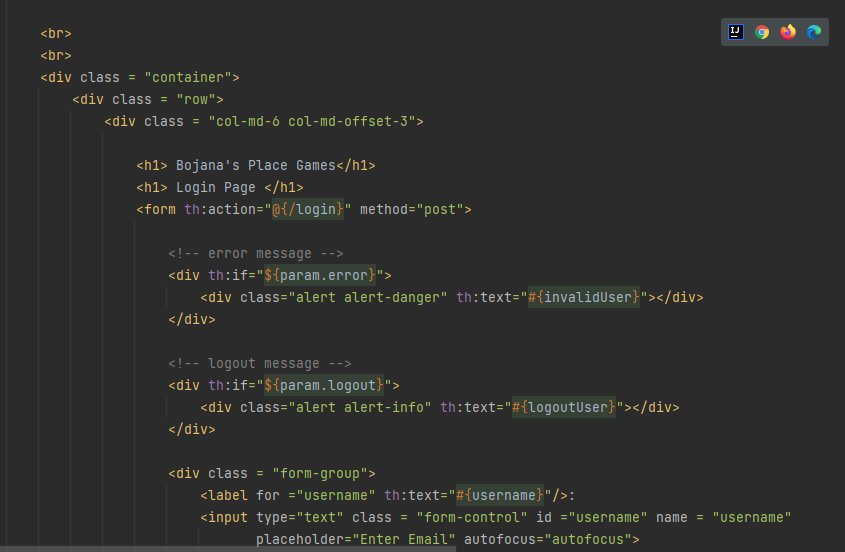 <br>
<br>
<div class = "container">
<div class = "row">
<div class = "col-md-6 col-md-offset-3">
<h1> Bojana's Place Games</h1>
<h1> Login Page </h1>
<form th:action="@{/login}" method="post">
<!-- error message -->
<div th:if="${param.error}">
<div class="alert alert-danger" th:text="#{invalidUser}"></div>
</div>
<!-- logout message -->
<div th:if="${param.logout}">
<div class="alert alert-info" th:text="#{logoutUser}"></div>
</div>
<div class = "form-group">
<label for ="username" th:text="#{username}"/>:
<input type="text" class = "form-control" id ="username" name = "username"
placeholder="Enter Email" autofocus="autofocus">
IJ